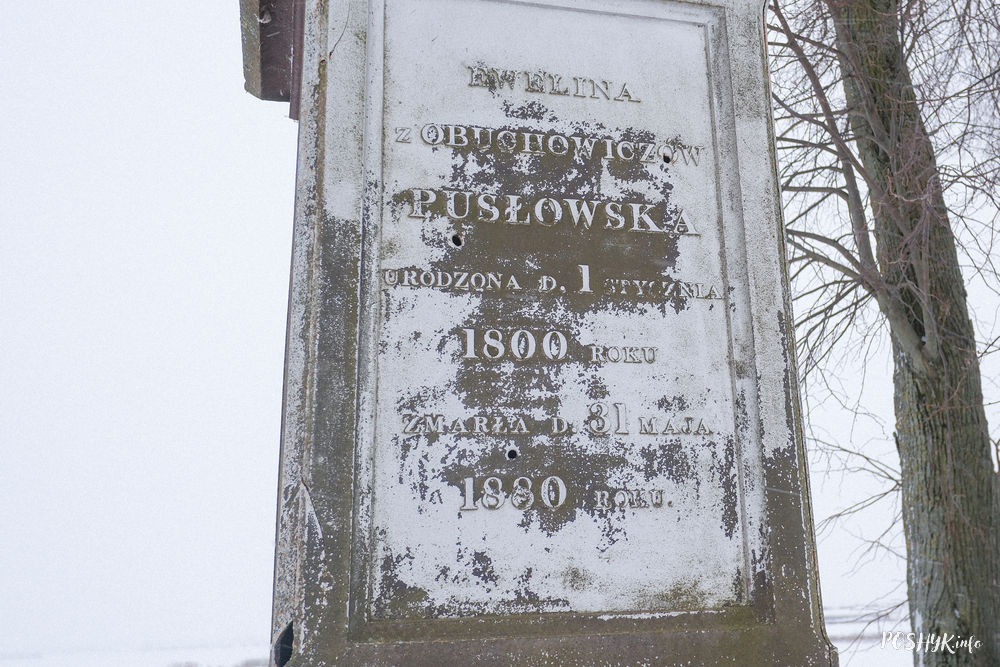 EWELINA
z OBUCHOWICZÓW
PUSŁOWSKA
URODZONA D. 1 STYCZNIA
1800 ROKU
ZMARŁA D. 31 MAJA
1880 ROKU.
POSHYK.info